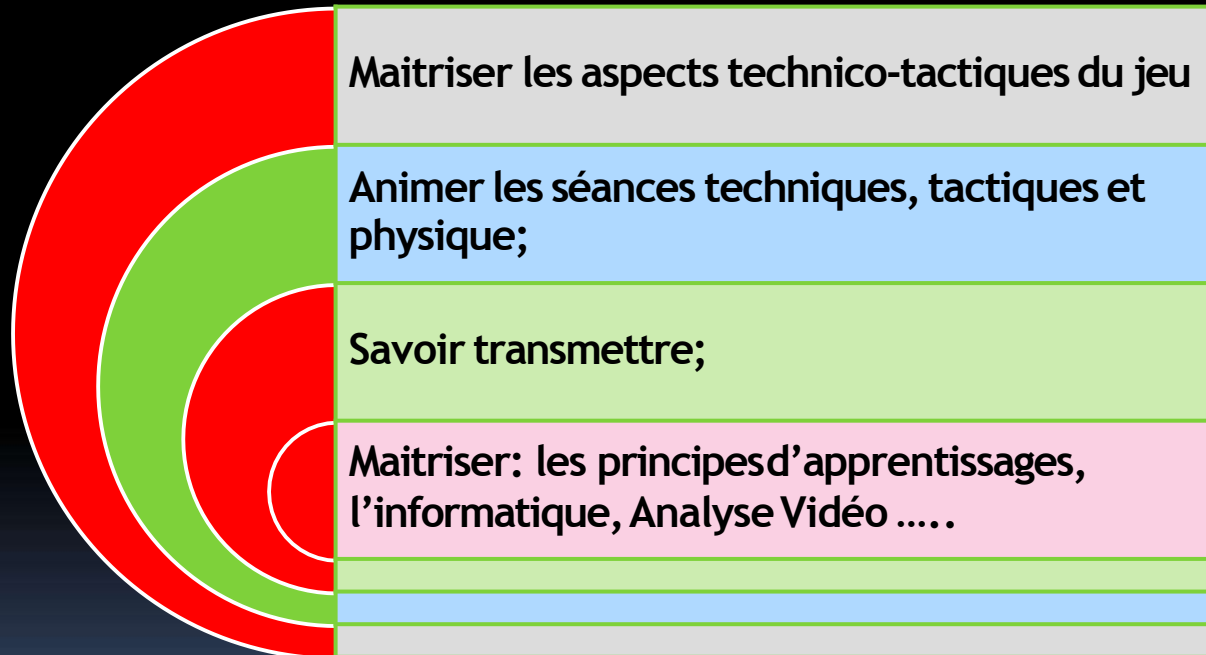 Maitriser les aspects technico-tactiques du jeu
Animer les séances techniques, tactiques et
physique;
Savoir transmettre;
Maitriser: les principesd’apprentissages,
l’informatique, Analyse Vidéo …..